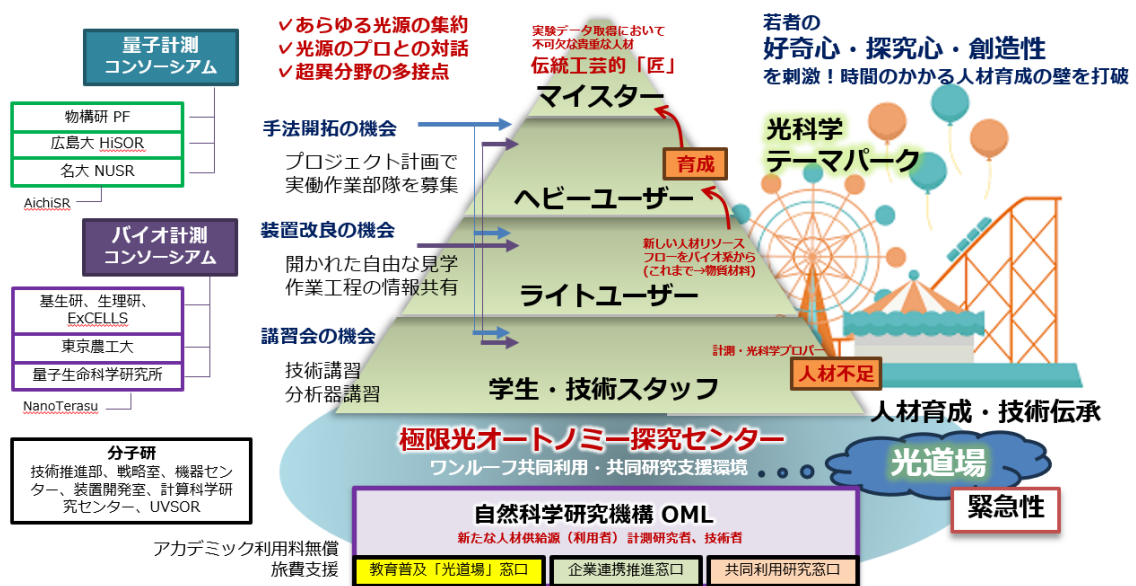 量子計測
コンソーシアム
物構研 PF
広島大 HiSOR
名大 NUSR
AichiSR
バイオ計測
コンソーシアム
基生研、生理研、
ExCELLS
東京農工大
量子生命科学研究所
NanoTerasu
分子研
技術推進部、戦略室、機器セン
ター、装置開発室、計算科学研
究センター、UVSOR
✓あらゆる光源の集約
✓光源のプロとの対話
✓超異分野の多接点
手法開拓の機会
プロジェクト計画で
実働作業部隊を募集
装置改良の機会
開かれた自由な見学
作業工程の情報共有
講習会の機会
技術講習
分析器講習
実験データ取得において
不可欠な貴重な人材
伝統工芸的「匠」
マイスター
育成
ヘビーユーザー
新しい人材リソース
フローをバイオ系から
(これまで→物質材料)
ライトユーザー
計測・光科学プロパー
人材不足
学生・技術スタッフ
若者の
好奇心・探究心・創造性
を刺激！時間のかかる人材育成の壁を打破
光科学
テーマパーク
人材育成・技術伝承
光道場
緊急性
極限光オートノミー探究センター
ワンルーフ共同利用・共同研究支援環境
自然科学研究機構 OML
新たな人材供給源（利用者）計測研究者、技術者
アカデミック利用料無償
旅費支援
教育普及「光道場」窓口
企業連携推進窓口
共同利用研究窓口